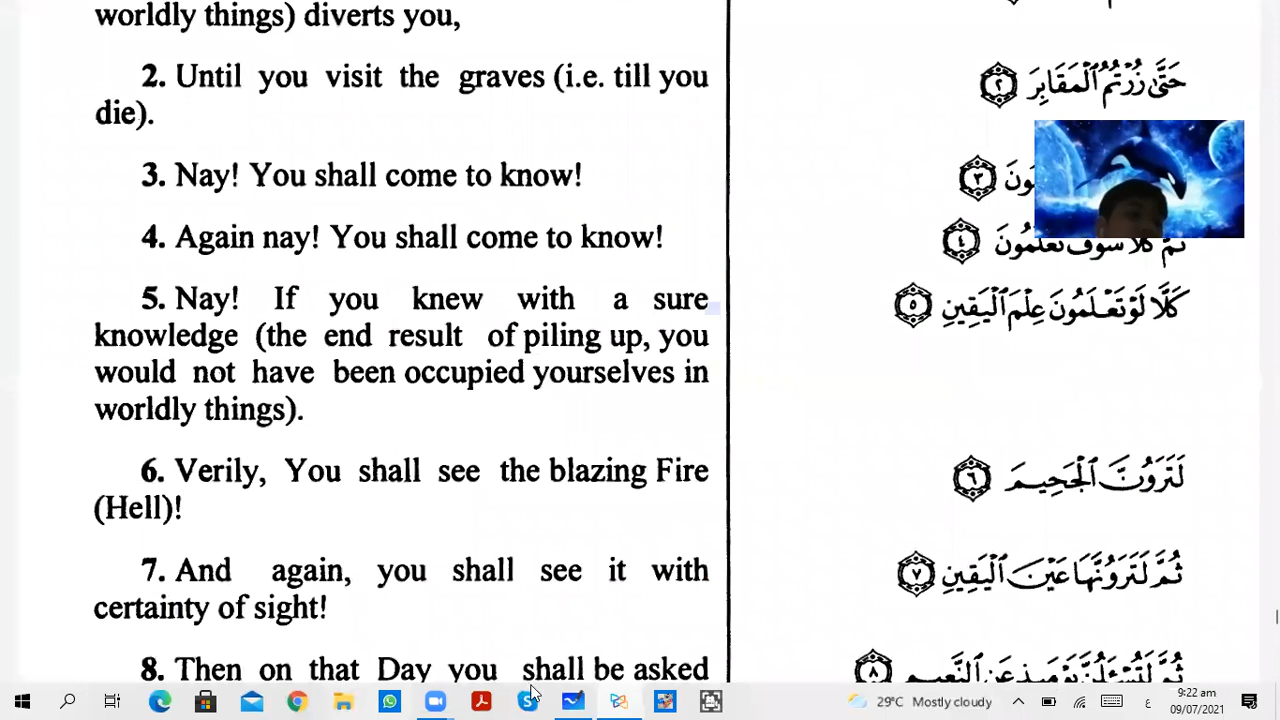 worldly things) diverts you,
2. Until you visit the graves (i.e. till you
die).
3. Nay! You shall come to know!
4. Again nay! You shall come to know!
5. Nay! If you knew with a sure
knowledge (the end result of piling up, you
would not have been occupied yourselves in
worldly things).
6. Verily, You shall see the blazing Fire
(Hell)!
7. And again, you shall see it with
certainty of sight!
8. Then on that Day you shall be asked
حَتَّىٰ زُرْتُمُ ٱلْمَقَابِرَ ٢
٣
ثُمَّ كَلَّا سَوْفَ تَعْلَمُونَ ٤
كَلَّا لَوْ تَعْلَمُونَ عِلْمَ ٱلْيَقِينِ ٥
لَتَرَوُنَّ ٱلْجَحِيمَ ٦
ثُمَّ لَتَرَوُنَّهَا عَيْنَ ٱلْيَقِينِ ٧
ثُمَّ لَتُسْـَٔلُنَّ يَوْمَئِذٍ عَنِ ٱلنَّعِيمِ ٨
29°C Mostly cloudy
ع
9:22 am
09/07/2021